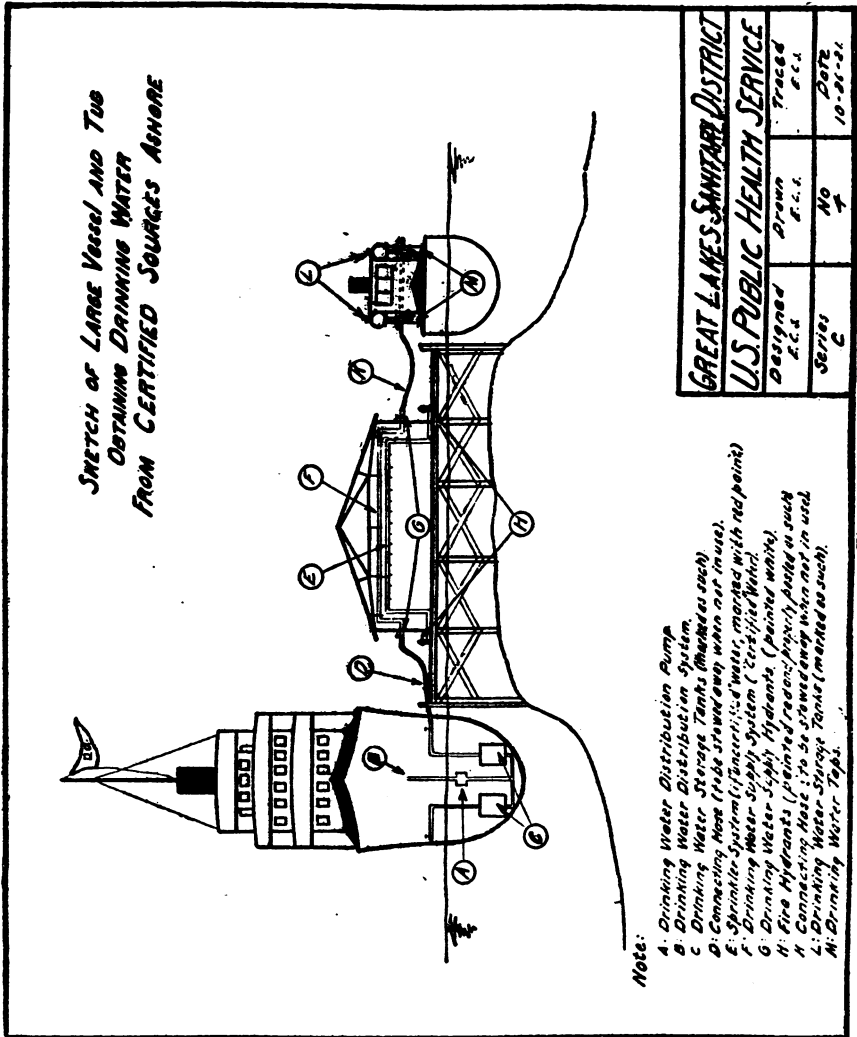 SKETCH OF LARGE VESSEL AND TUG
OBTAINING DRINKING WATER
FROM CERTIFIED SOURCES ASHORE
L
K
M
F
E
G
H
D
B
A
C
Note:
A: Drinking Water Distribution Pump.
B: Drinking Water Distribution System.
C Drinking Water Storage Tanks (Marked as such).
D: Connecting Hose (to be stowed away when not in use).
E: Sprinkler System (Uncertified water, marked with red paint)
F: Drinking Water Supply System ("Certified Water).
G: Drinking Water Supply Hydrants. (painted white).
H: Fire Hydrants (painted red and properly posted as such
K Connecting Hose: to be stowed away when not in use).
L: Drinking Water Storage Tanks (marked as such).
M: Drinking Water Taps.
GREAT LAKES SANITARY DISTRICT
U.S. PUBLIC HEALTH SERVICE
Designed E.C.S. Drawn E.C.S. Traced E.C.S.
Series C No 4 Date